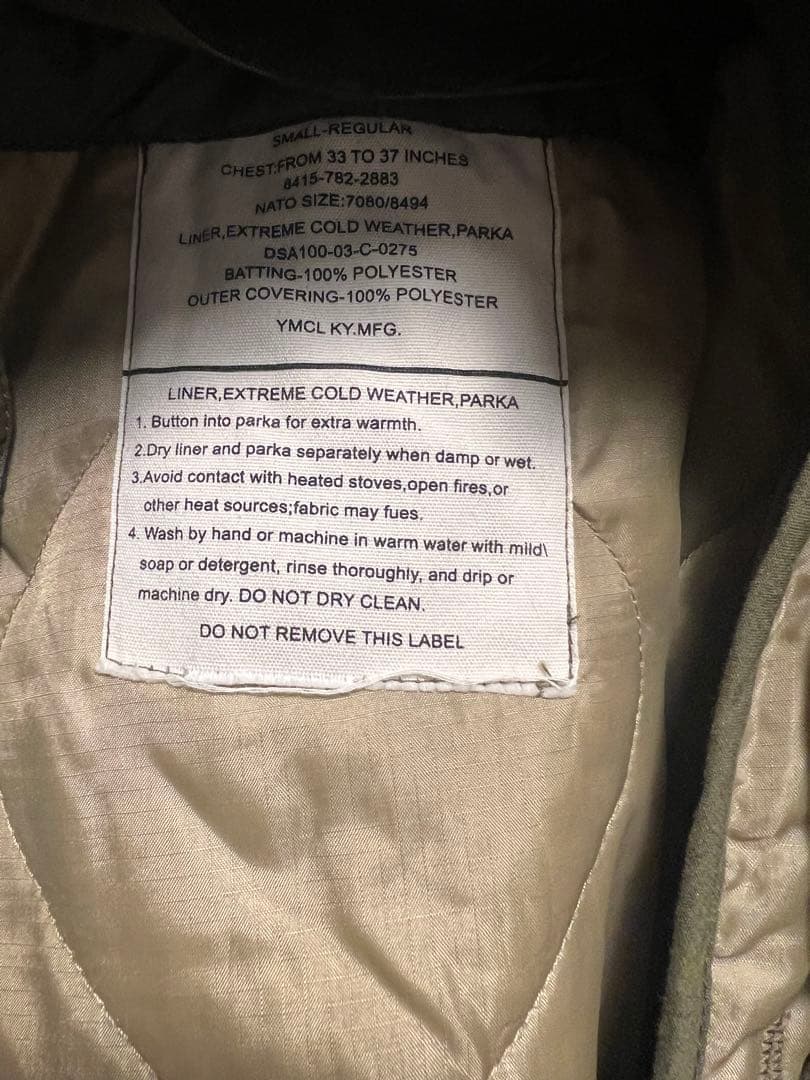 SMALL-REGULAR
CHEST:FROM 33 TO 37 INCHES
8415-782-2883
NATO SIZE:7080/8494
LINER,EXTREME COLD WEATHER,PARKA
DSA100-03-C-0275
BATTING-100% POLYESTER
OUTER COVERING-100% POLYESTER
YMCL KY.MFG.
LINER,EXTREME COLD WEATHER,PARKA
1. Button into parka for extra warmth.
2.Dry liner and parka separately when damp or wet.
3.Avoid contact with heated stoves,open fires,or
other heat sources;fabric may fues.
4. Wash by hand or machine in warm water with mild\
soap or detergent, rinse thoroughly, and drip or
machine dry. DO NOT DRY CLEAN.
DO NOT REMOVE THIS LABEL